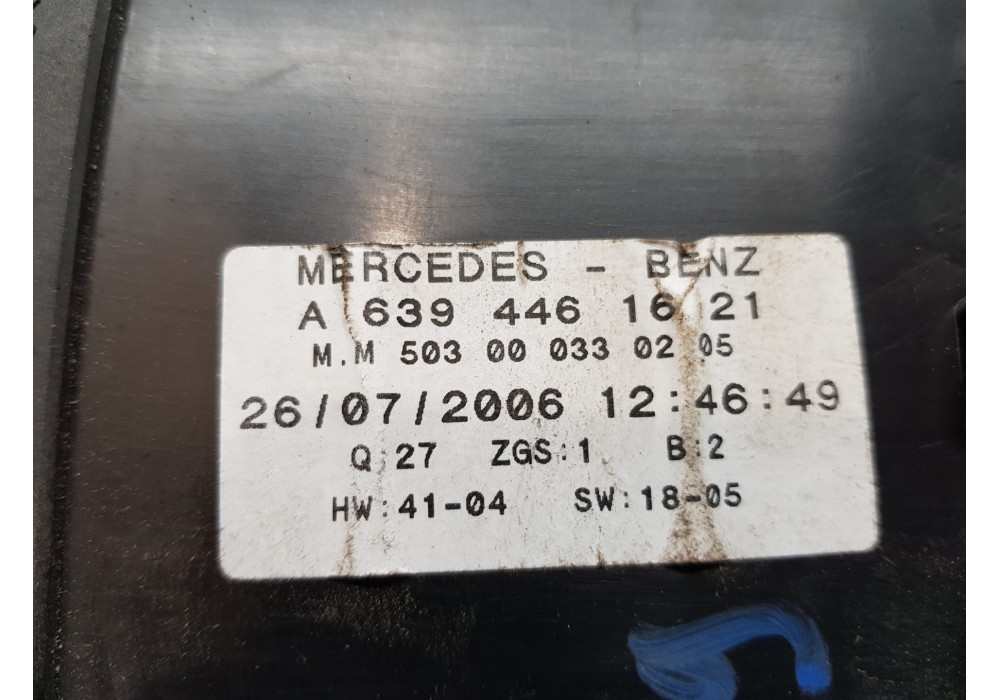 MERCEDES - BENZ
A 639 446 16 21
M.M 503 00 033 02 05
26/07/2006 12:46:49
Q:27 ZGS:1 B:2
HW:41-04 SW:18-05